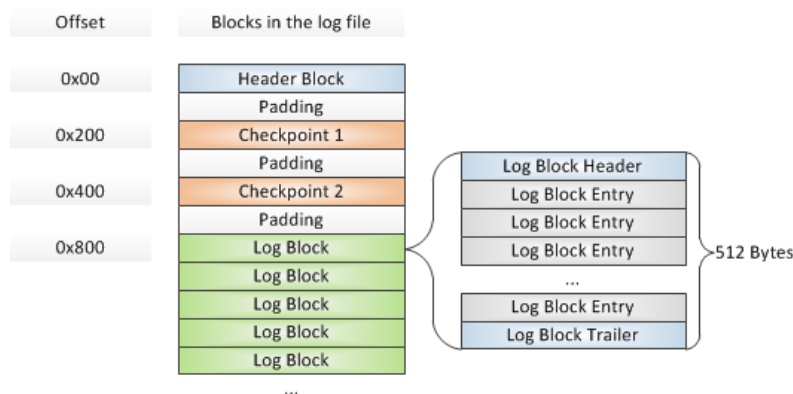 Offset Blocks in the log file
0x00 Header Block
Padding
0x200 Checkpoint 1
Padding
0x400 Checkpoint 2
Padding
0x800 Log Block
Log Block
Log Block
Log Block
Log Block
...
Log Block Header
Log Block Entry
Log Block Entry
Log Block Entry
...
Log Block Entry
Log Block Trailer
512 Bytes